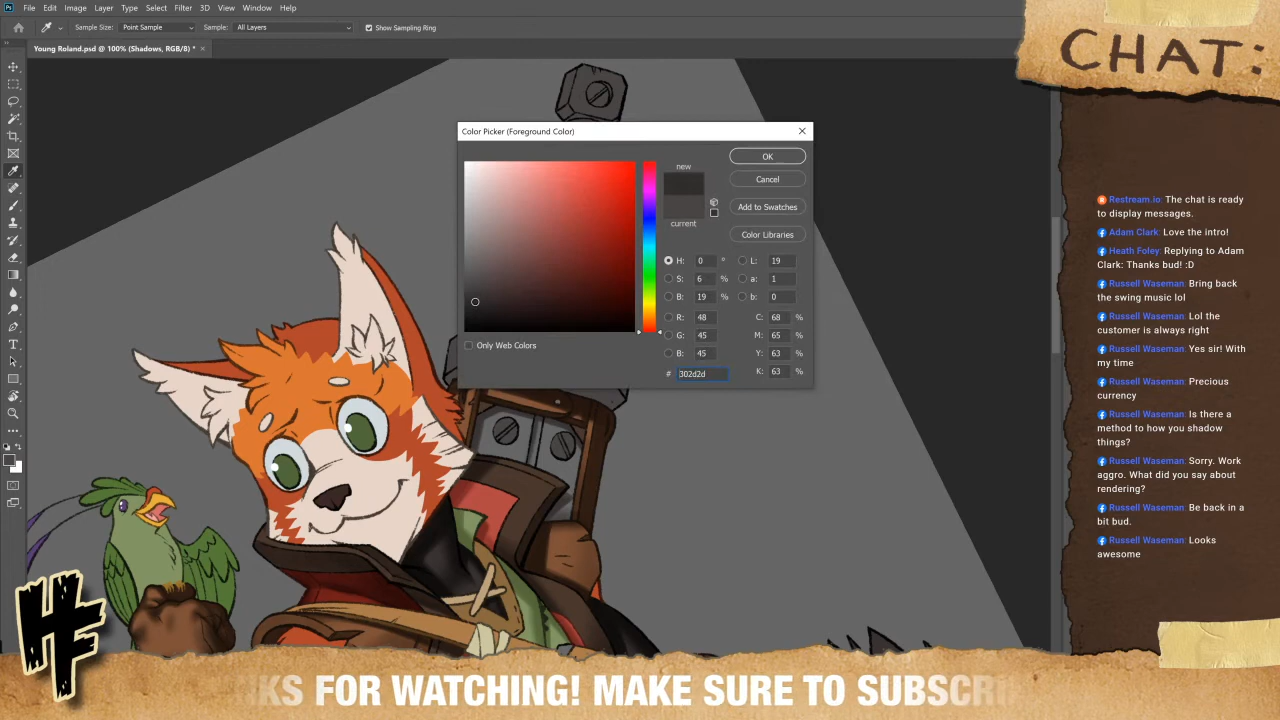 Ps File Edit Image Layer Type Select Filter 3D View Window Help
Sample Size: Point Sample Sample: All Layers Show Sampling Ring
Young Roland.psd @ 100% (Shadows, RGB/8) * ×
CHAT:
Color Picker (Foreground Color)
new
current
OK
Cancel
Add to Swatches
Color Libraries
H: 0 ° L: 19
S: 6 % a: 1
B: 19 % b: 0
R: 48 C: 68 %
G: 45 M: 65 %
B: 45 Y: 63 %
# 302d2d K: 63 %
Only Web Colors
Restream.io: The chat is ready
to display messages.
Adam Clark: Love the intro!
Heath Foley: Replying to Adam
Clark: Thanks bud! :D
Russell Waseman: Bring back
the swing music lol
Russell Waseman: Lol the
customer is always right
Russell Waseman: Yes sir! With
my time
Russell Waseman: Precious
currency
Russell Waseman: Is there a
method to how you shadow
things?
Russell Waseman: Sorry. Work
aggro. What did you say about
rendering?
Russell Waseman: Be back in a
bit bud.
Russell Waseman: Looks
awesome
HF
KS FOR WATCHING! MAKE SURE TO SUBSCRI